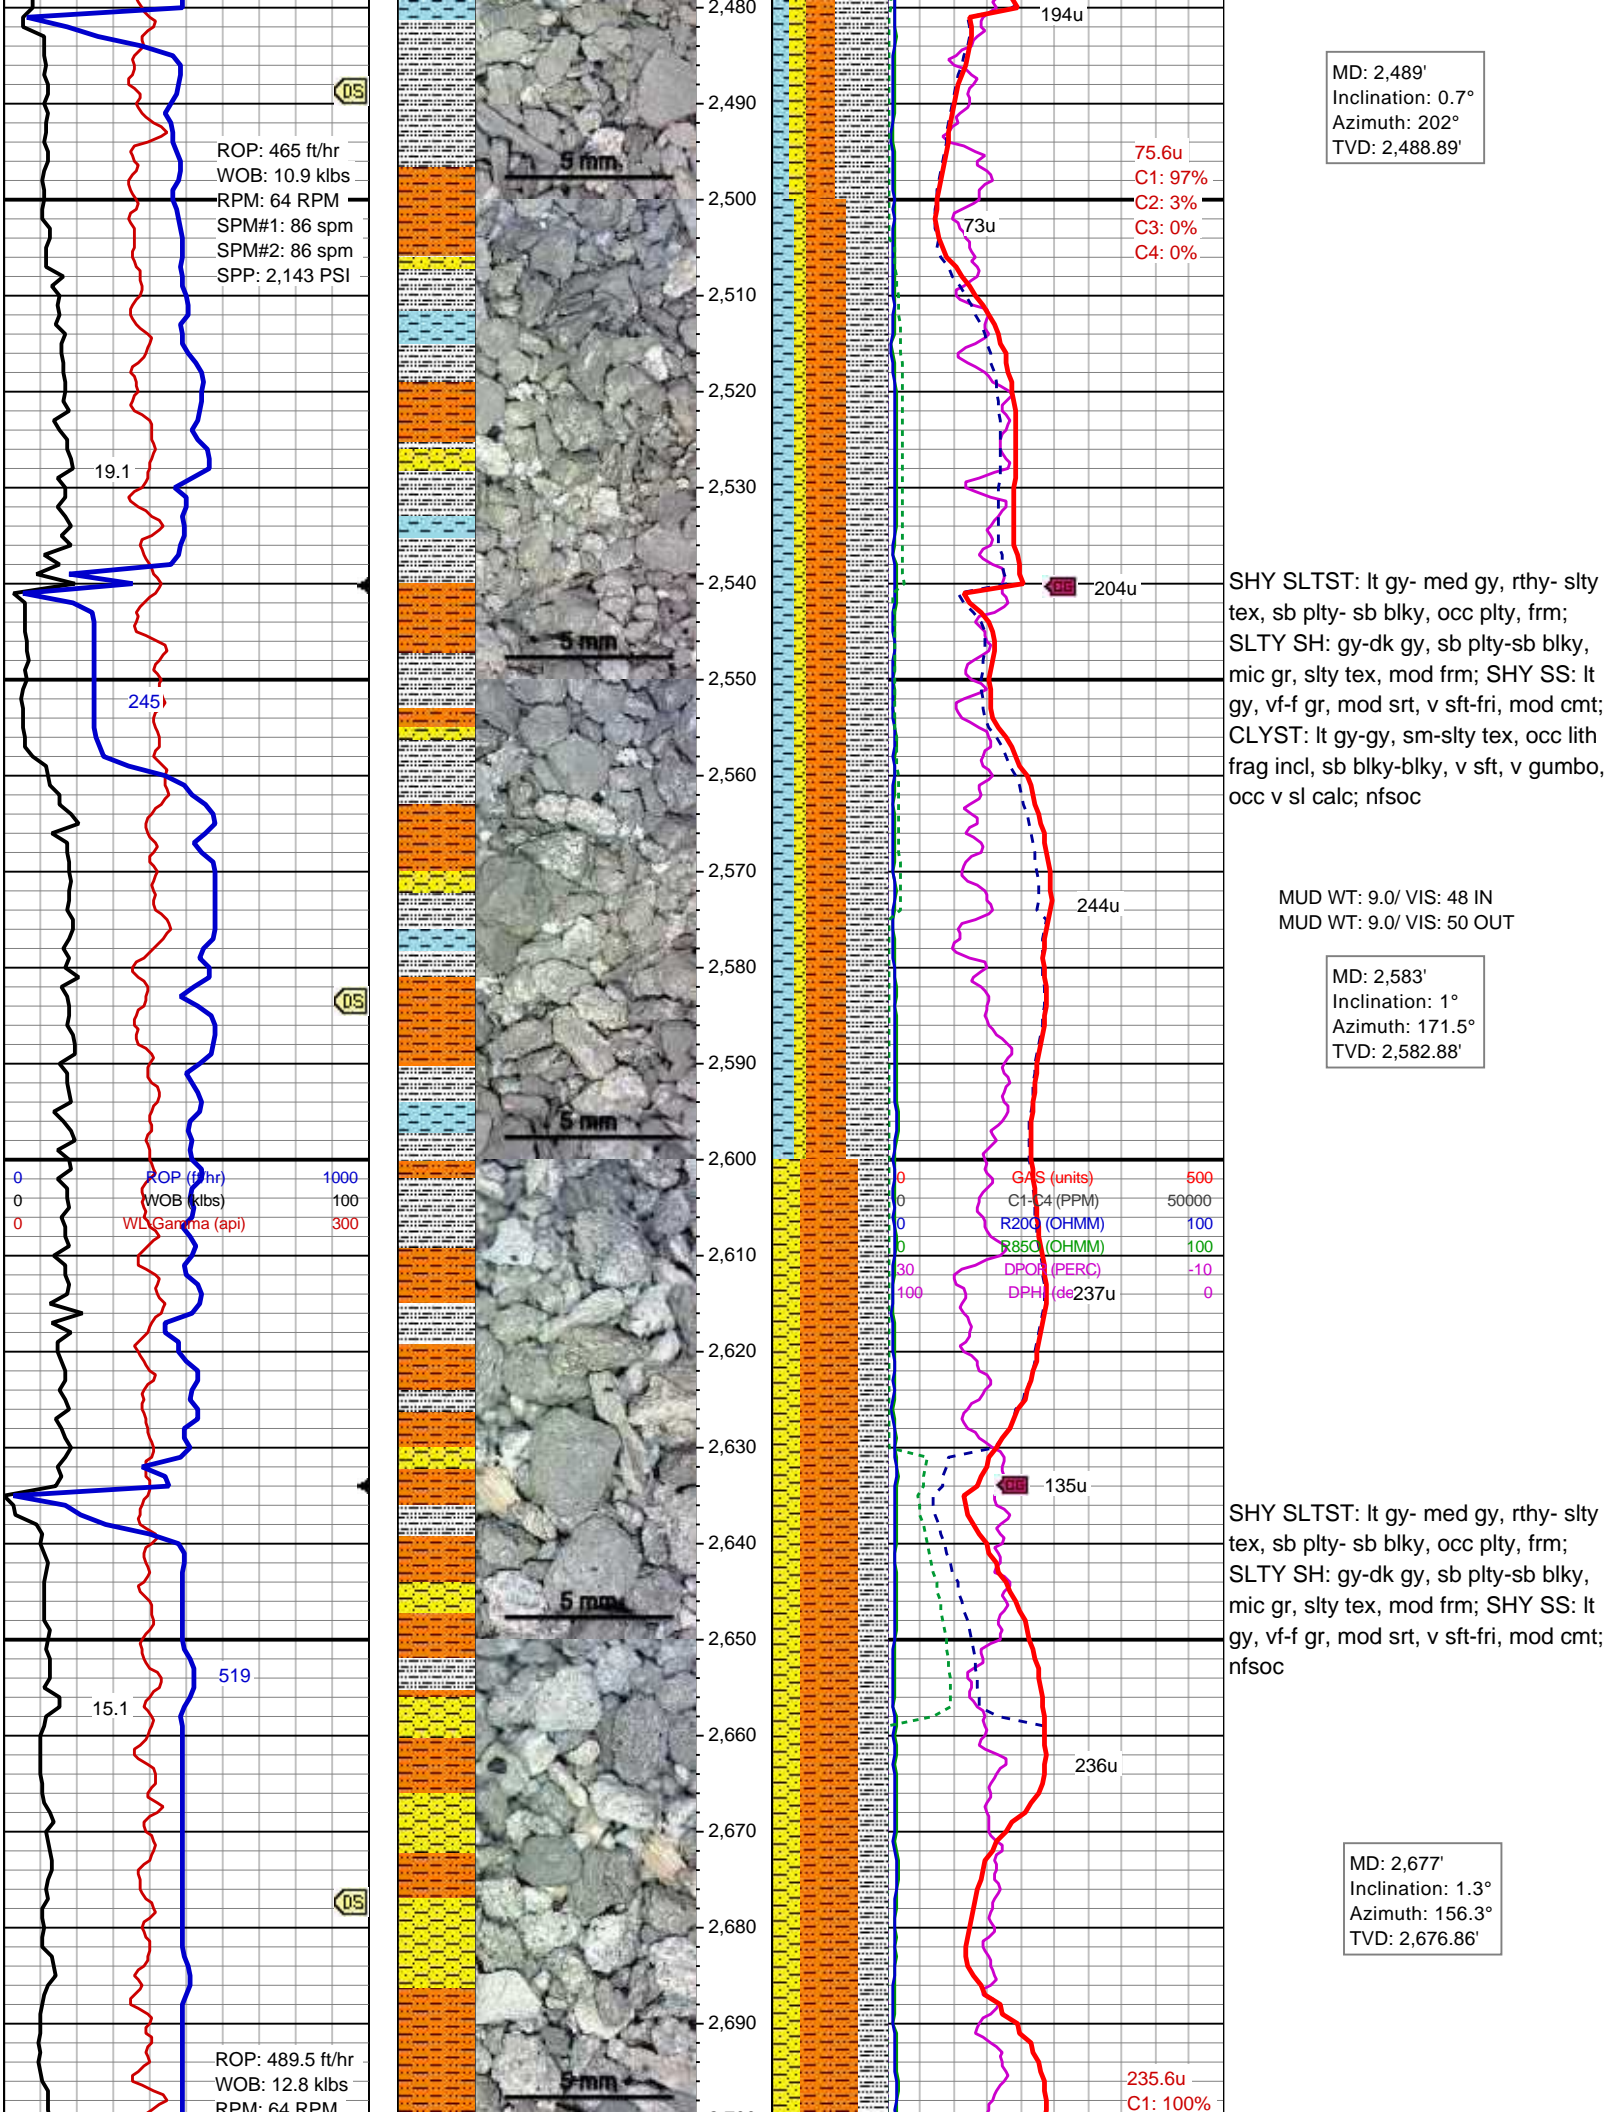 2,480
194u
MD: 2,489'
Inclination: 0.7°
Azimuth: 202°
TVD: 2,488.89'
DS
2,490
ROP: 465 ft/hr
WOB: 10.9 klbs
RPM: 64 RPM
SPM#1: 86 spm
SPM#2: 86 spm
SPP: 2,143 PSI
5 mm
75.6u
C1: 97%
C2: 3%
C3: 0%
C4: 0%
2,500
73u
2,510
2,520
19.1
2,530
2,540
DG
204u
SHY SLTST: lt gy- med gy, rthy- slty
tex, sb plty- sb blky, occ plty, frm;
SLTY SH: gy-dk gy, sb plty-sb blky,
mic gr, slty tex, mod frm; SHY SS: lt
gy, vf-f gr, mod srt, v sft-fri, mod cmt;
CLYST: lt gy-gy, sm-slty tex, occ lith
frag incl, sb blky-blky, v sft, v gumbo,
occ v sl calc; nfsoc
5 mm
2,550
245
2,560
2,570
244u
MUD WT: 9.0/ VIS: 48 IN
MUD WT: 9.0/ VIS: 50 OUT
2,580
DS
MD: 2,583'
Inclination: 1°
Azimuth: 171.5°
TVD: 2,582.88'
2,590
5 mm
2,600
0 ROP (ft/hr) 1000
0 WOB (klbs) 100
0 WL Gamma (api) 300
0 GAS (units) 500
0 C1-C4 (PPM) 50000
0 R20O (OHMM) 100
0 R85O (OHMM) 100
30 (PERC) -10
100 0
237u
2,610
2,620
2,630
DG
135u
SHY SLTST: lt gy- med gy, rthy- slty
tex, sb plty- sb blky, occ plty, frm;
SLTY SH: gy-dk gy, sb plty-sb blky,
mic gr, slty tex, mod frm; SHY SS: lt
gy, vf-f gr, mod srt, v sft-fri, mod cmt;
nfsoc
2,640
5 mm
2,650
519
15.1
2,660
236u
2,670
DS
MD: 2,677'
Inclination: 1.3°
Azimuth: 156.3°
TVD: 2,676.86'
2,680
2,690
ROP: 489.5 ft/hr
WOB: 12.8 klbs
RPM: 64 RPM
5 mm
235.6u
C1: 100%